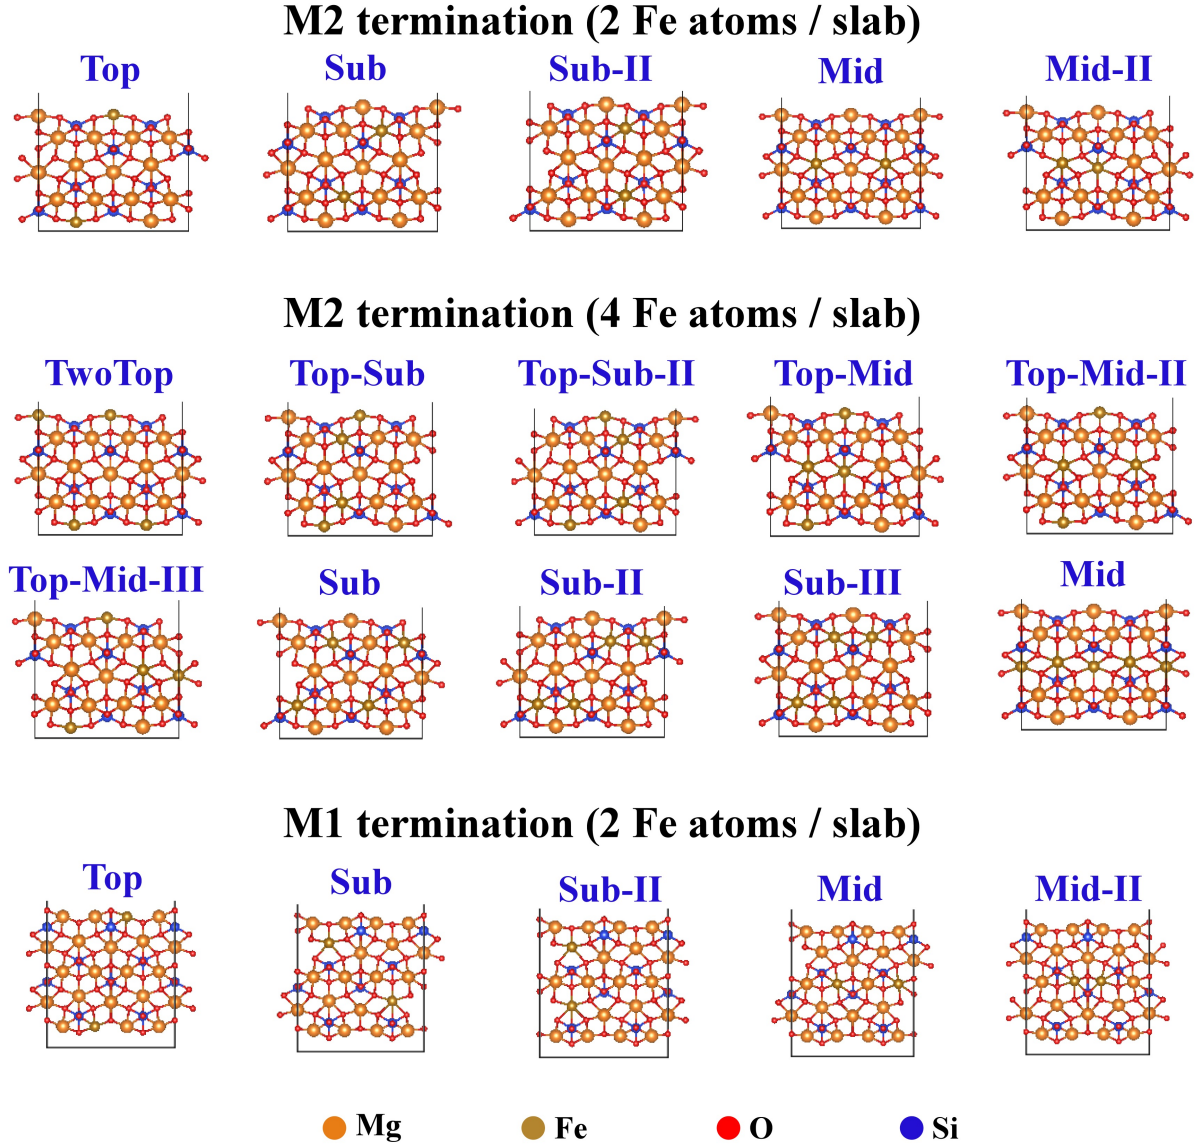 M2 termination (2 Fe atoms / slab)
Top Sub Sub-II Mid Mid-II
M2 termination (4 Fe atoms / slab)
TwoTop Top-Sub Top-Sub-II Top-Mid Top-Mid-II
Top-Mid-III Sub Sub-II Sub-III Mid
M1 termination (2 Fe atoms / slab)
Top Sub Sub-II Mid Mid-II
Mg Fe O Si